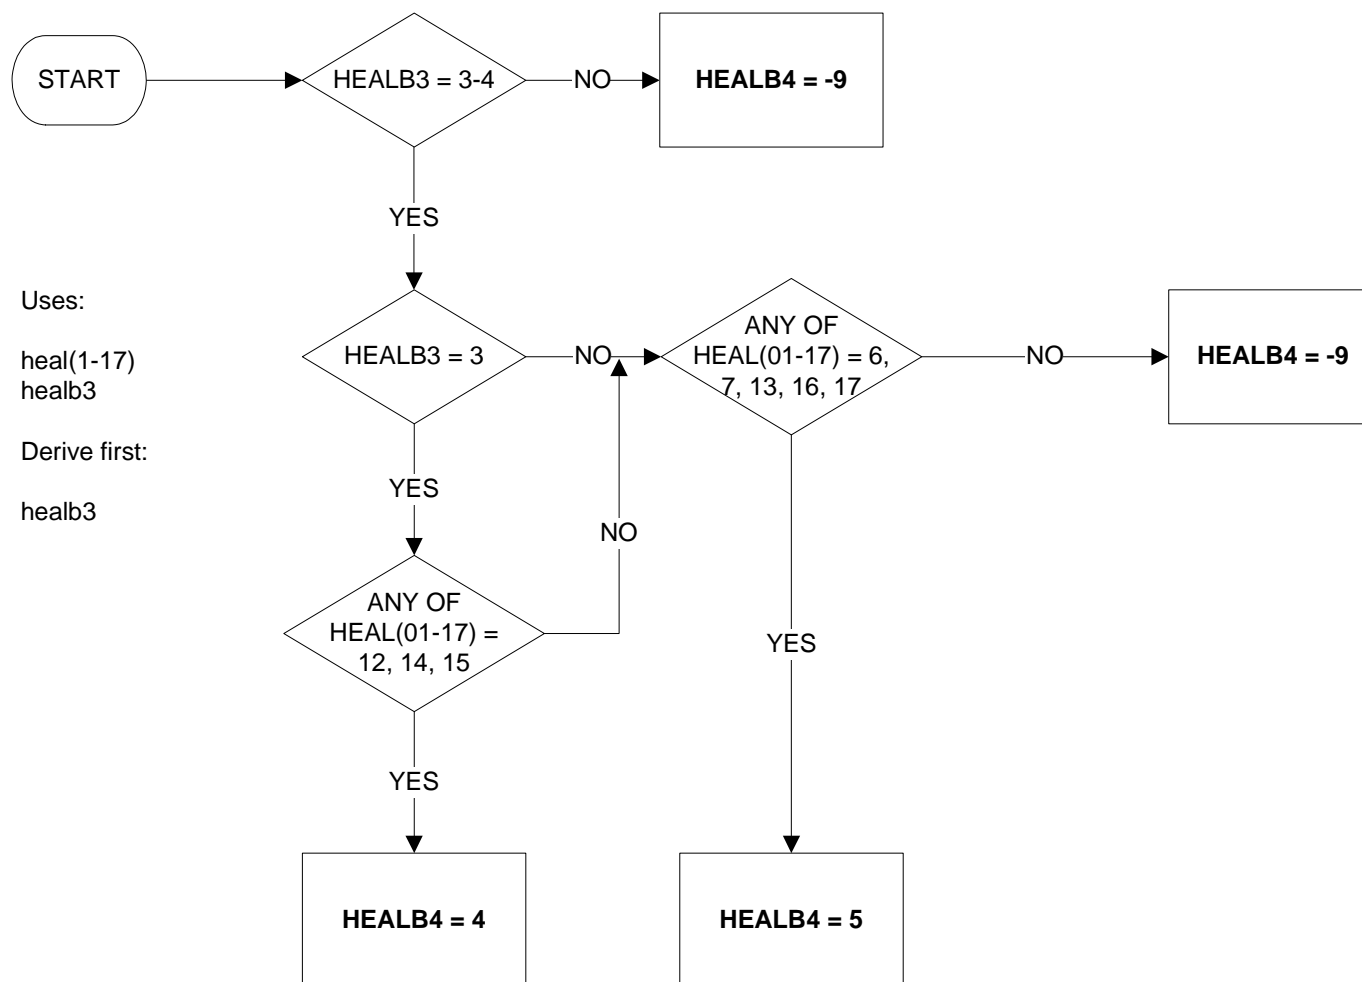 START
HEALB3 = 3-4
NO
HEALB4 = -9
YES
Uses:
heal(1-17)
healb3
Derive first:
healb3
HEALB3 = 3
NO
ANY OF
HEAL(01-17) = 6,
7, 13, 16, 17
NO
HEALB4 = -9
YES
NO
ANY OF
HEAL(01-17) =
12, 14, 15
YES
YES
HEALB4 = 4
HEALB4 = 5